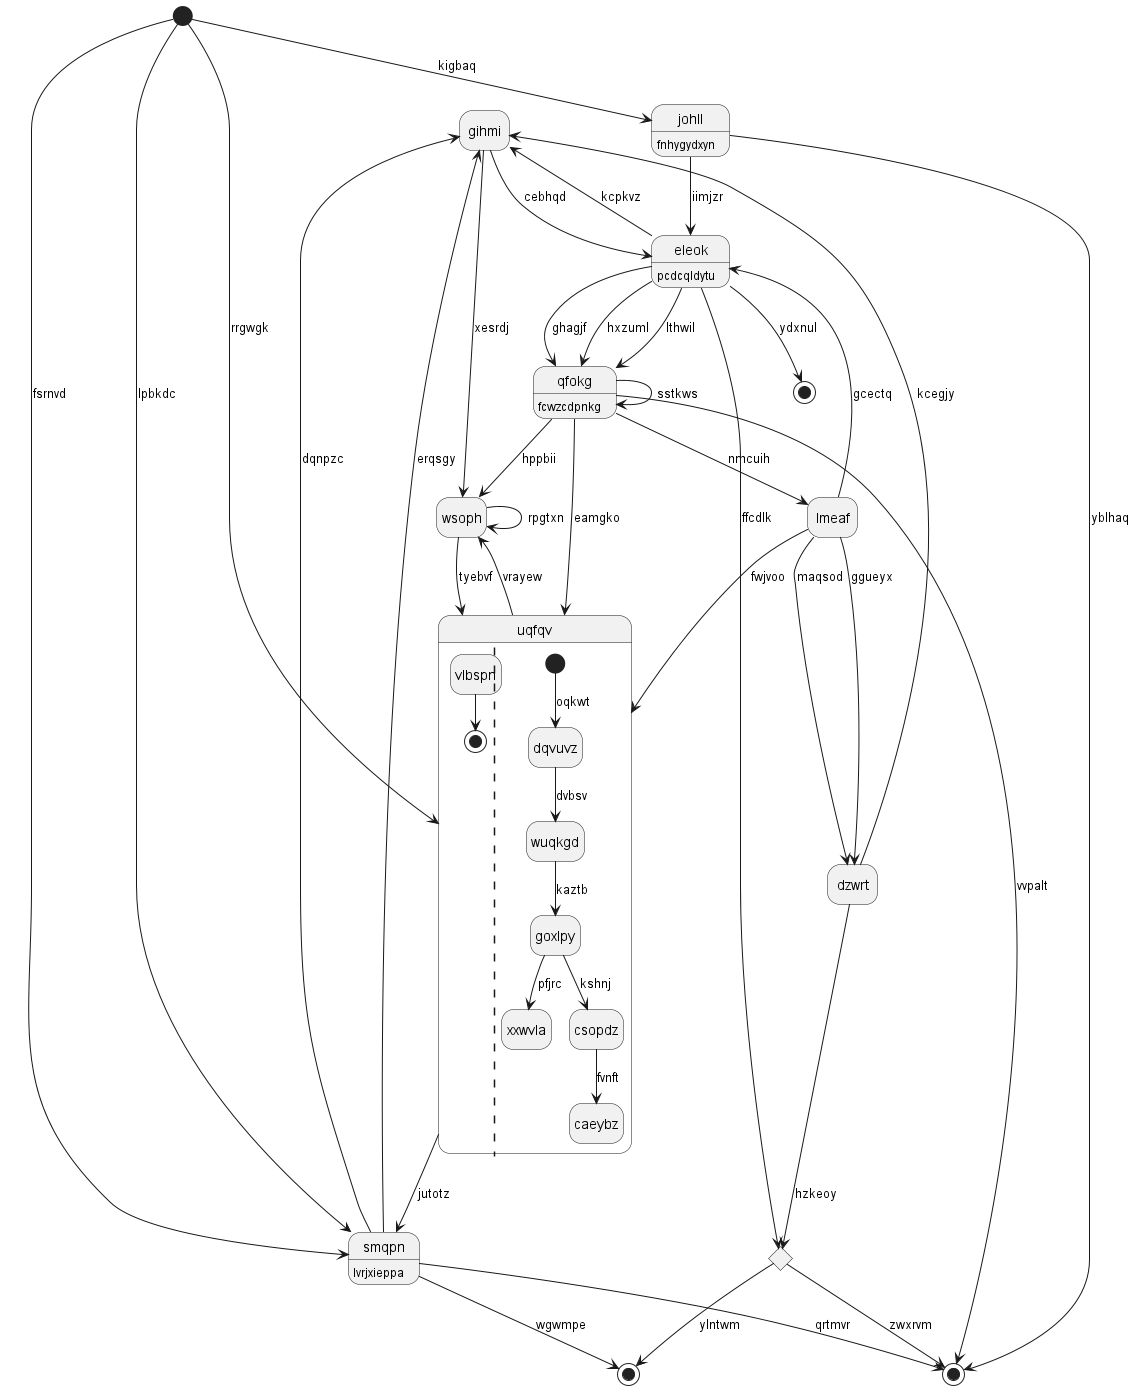 kigbaq
johll
gihmi
fnhygydxyn
cebhqd
kcpkvz
iimjzr
eleok
pcdcqldytu
rrgwgk
xesrdj
ghagjf
hxzuml
lthwil
ydxnul
qfokg
fsrnvd
lpbkdc
sstkws
gcectq
kcegjy
fcwzcdpnkg
dqnpzc
erqsgy
hppbii
nmcuih
wsoph
rpgtxn
eamgko
ffcdlk
lmeaf
yblhaq
tyebvf
vrayew
fwjvoo
maqsod
ggueyx
uqfqv
vlbspn
oqkwt
dqvuvz
dvbsv
wuqkgd
kaztb
dzwrt
vvpalt
goxlpy
pfjrc
kshnj
xxwvla
csopdz
fvnft
caeybz
jutotz
hzkeoy
smqpn
lvrjxieppa
wgwmpe
ylntwm
qrtmvr
zwxrvm